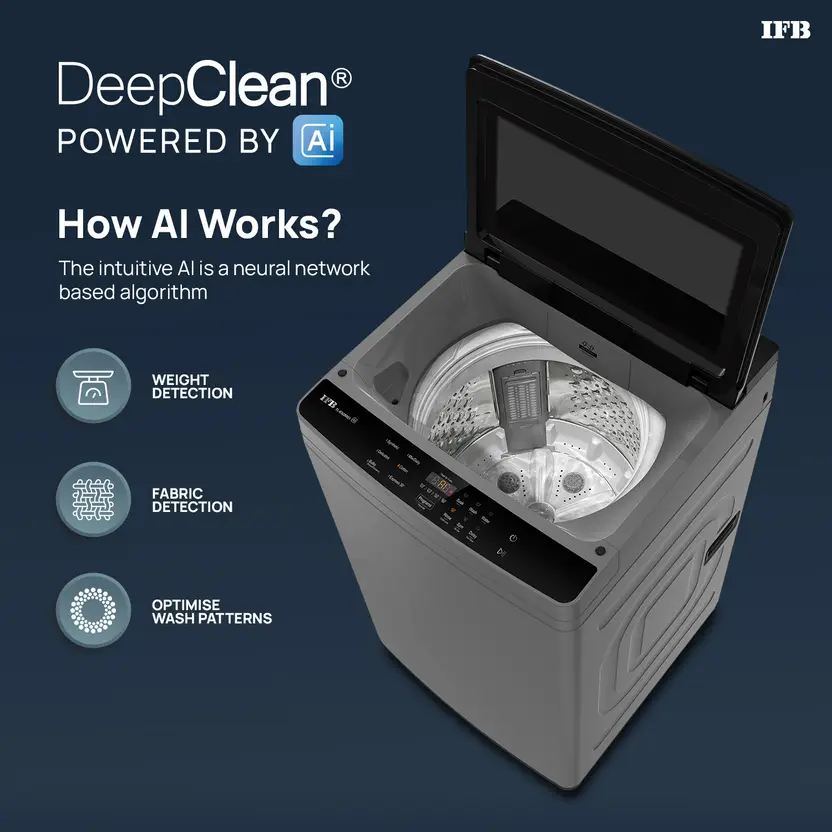 IFB
DeepClean®
POWERED BY Ai
How AI Works?
The intuitive AI is a neural network
based algorithm
WEIGHT
DETECTION
FABRIC
DETECTION
OPTIMISE
WASH PATTERNS
IFB